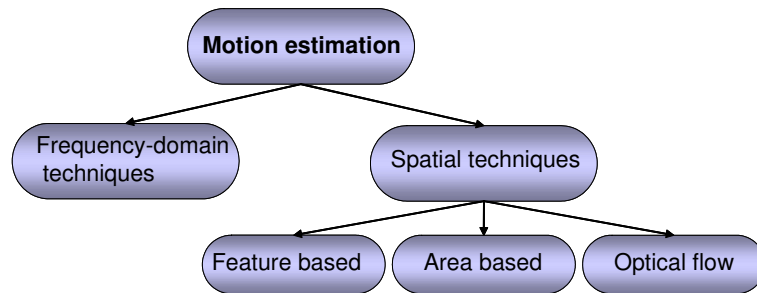 Motion estimation
Frequency-domain
techniques
Spatial techniques
Feature based
Area based
Optical flow